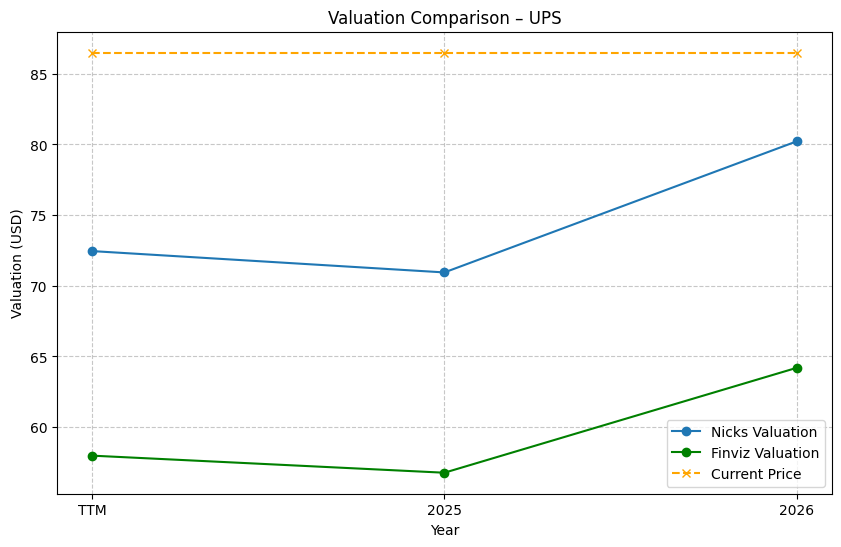 Valuation Comparison – UPS
Valuation (USD)
85
80
75
70
65
60
TTM
2025
2026
Year
Nicks Valuation
Finviz Valuation
Current Price